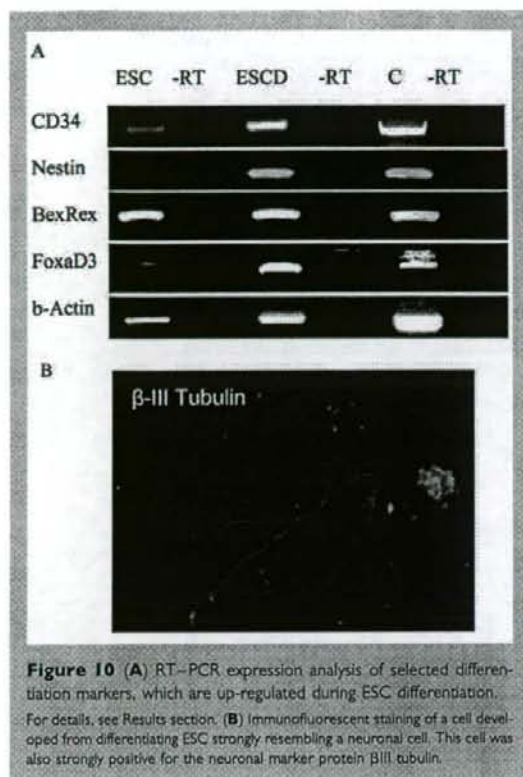 A
ESC -RT ESCD -RT C -RT
CD34
Nestin
BexRex
FoxaD3
b-Actin
B
β-III Tubulin
Figure 10 (A) RT–PCR expression analysis of selected differen-
tiation markers, which are up-regulated during ESC differentiation.
For details, see Results section. (B) Immunofluorescent staining of a cell devel-
oped from differentiating ESC strongly resembling a neuronal cell. This cell was
also strongly positive for the neuronal marker protein βIII tubulin.